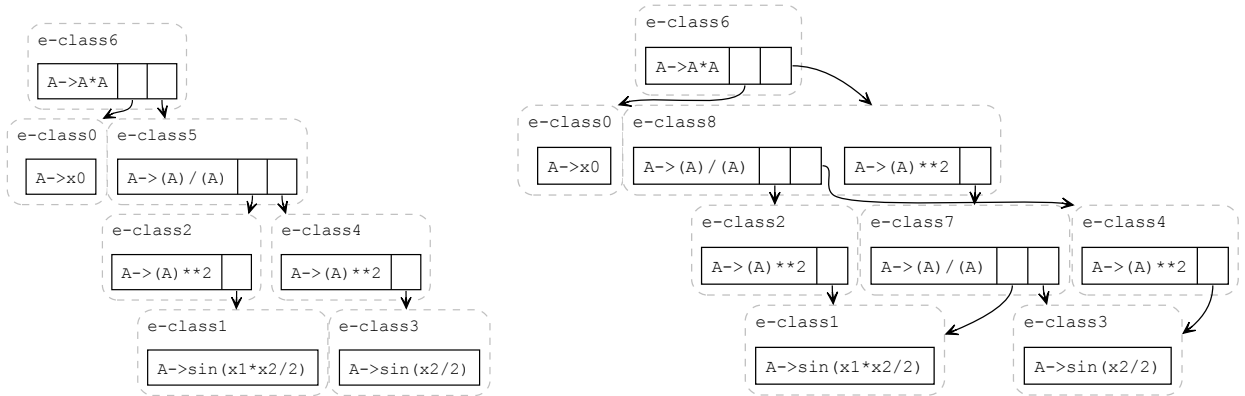 e-class6
A->A*A
e-class0
e-class5
A->x0
A->(A)/(A)
e-class2
e-class4
A->(A)**2
A->(A)**2
e-class1
e-class3
A->sin(x1*x2/2)
A->sin(x2/2)
e-class6
A->A*A
e-class0
e-class8
A->x0
A->(A)/(A)
A->(A)**2
e-class2
e-class7
e-class4
A->(A)**2
A->(A)/(A)
A->(A)**2
e-class1
e-class3
A->sin(x1*x2/2)
A->sin(x2/2)